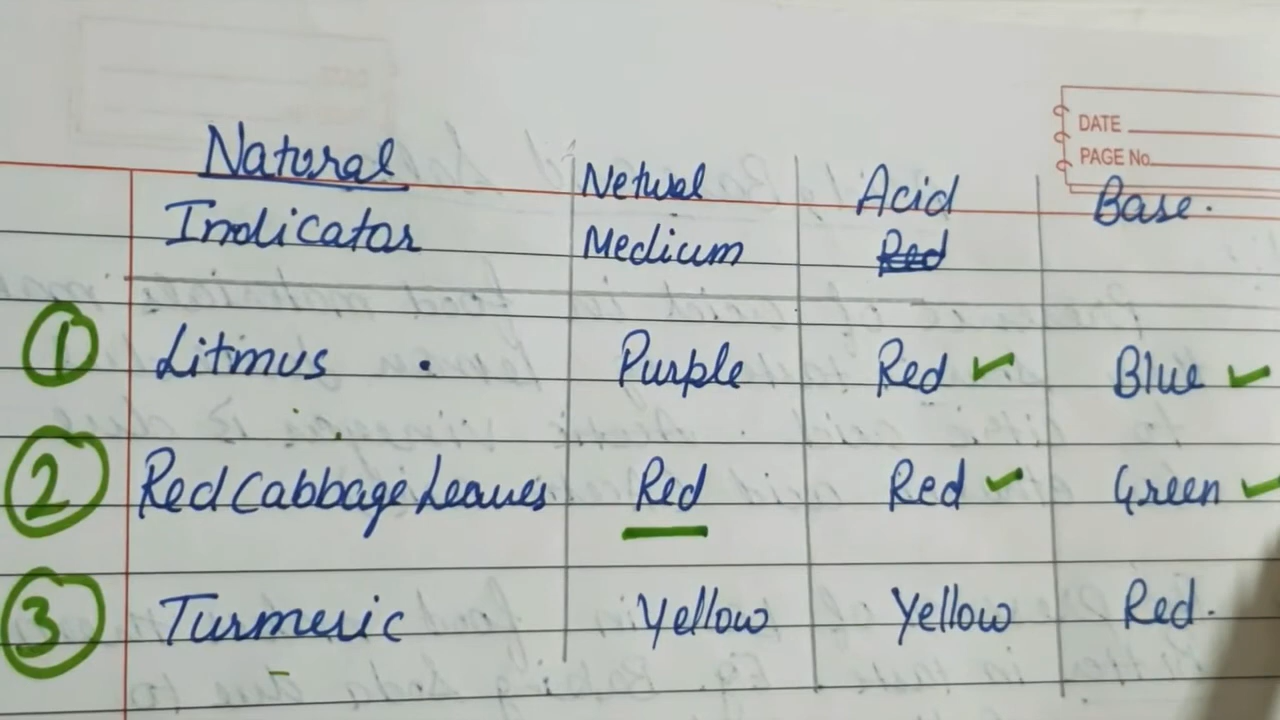 DATE
PAGE No.
Natural Netural Acid Base.
Indicator Medium Red
1 Litmus . Purple Red ✓ Blue ✓
2 Red Cabbage Leaves Red Red ✓ Green ✓
3 Turmeric Yellow Yellow Red.